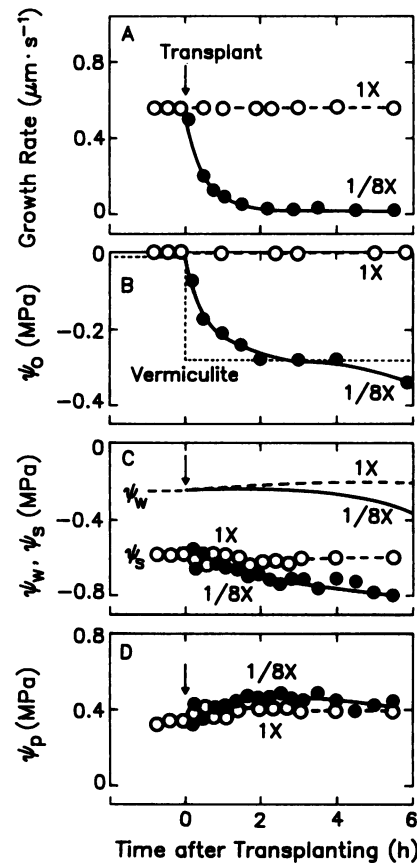 A
Transplant
1X
1/8X
Growth Rate (μm·s⁻¹)
0.8
0.4
0
B
1X
Vermiculite
1/8X
ψo (MPa)
0
-0.2
-0.4
C
1X
ψw
1/8X
1X
ψs
1/8X
ψw, ψs (MPa)
0
-0.4
-0.8
D
1/8X
1X
ψp (MPa)
0.8
0.4
0
0 2 4 6
Time after Transplanting (h)